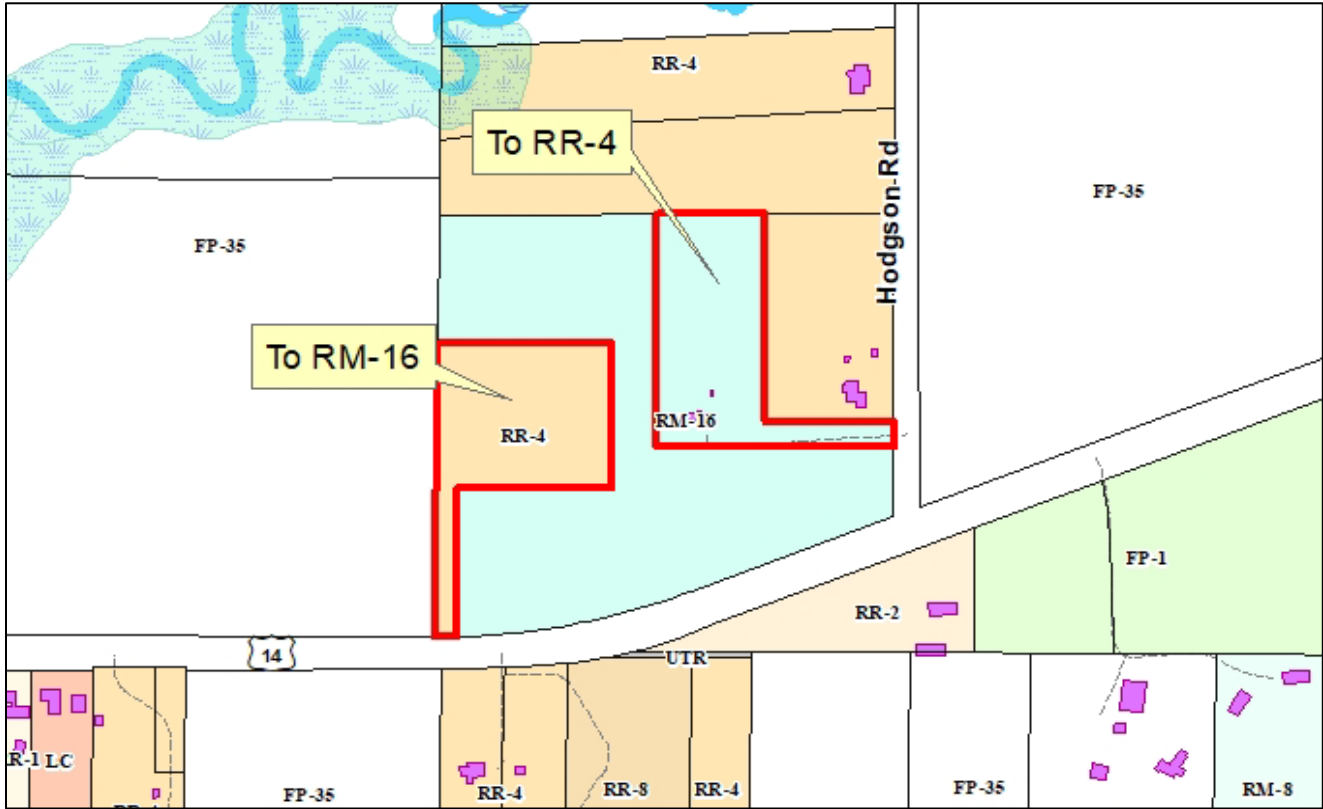 RR-4
To RR-4
Hodgson Rd
FP-35
FP-35
To RM-16
RM-16
RR-4
FP-1
RR-2
14
UTR
R-1
LC
FP-35
RR-4
RR-8
RR-4
FP-35
RM-8